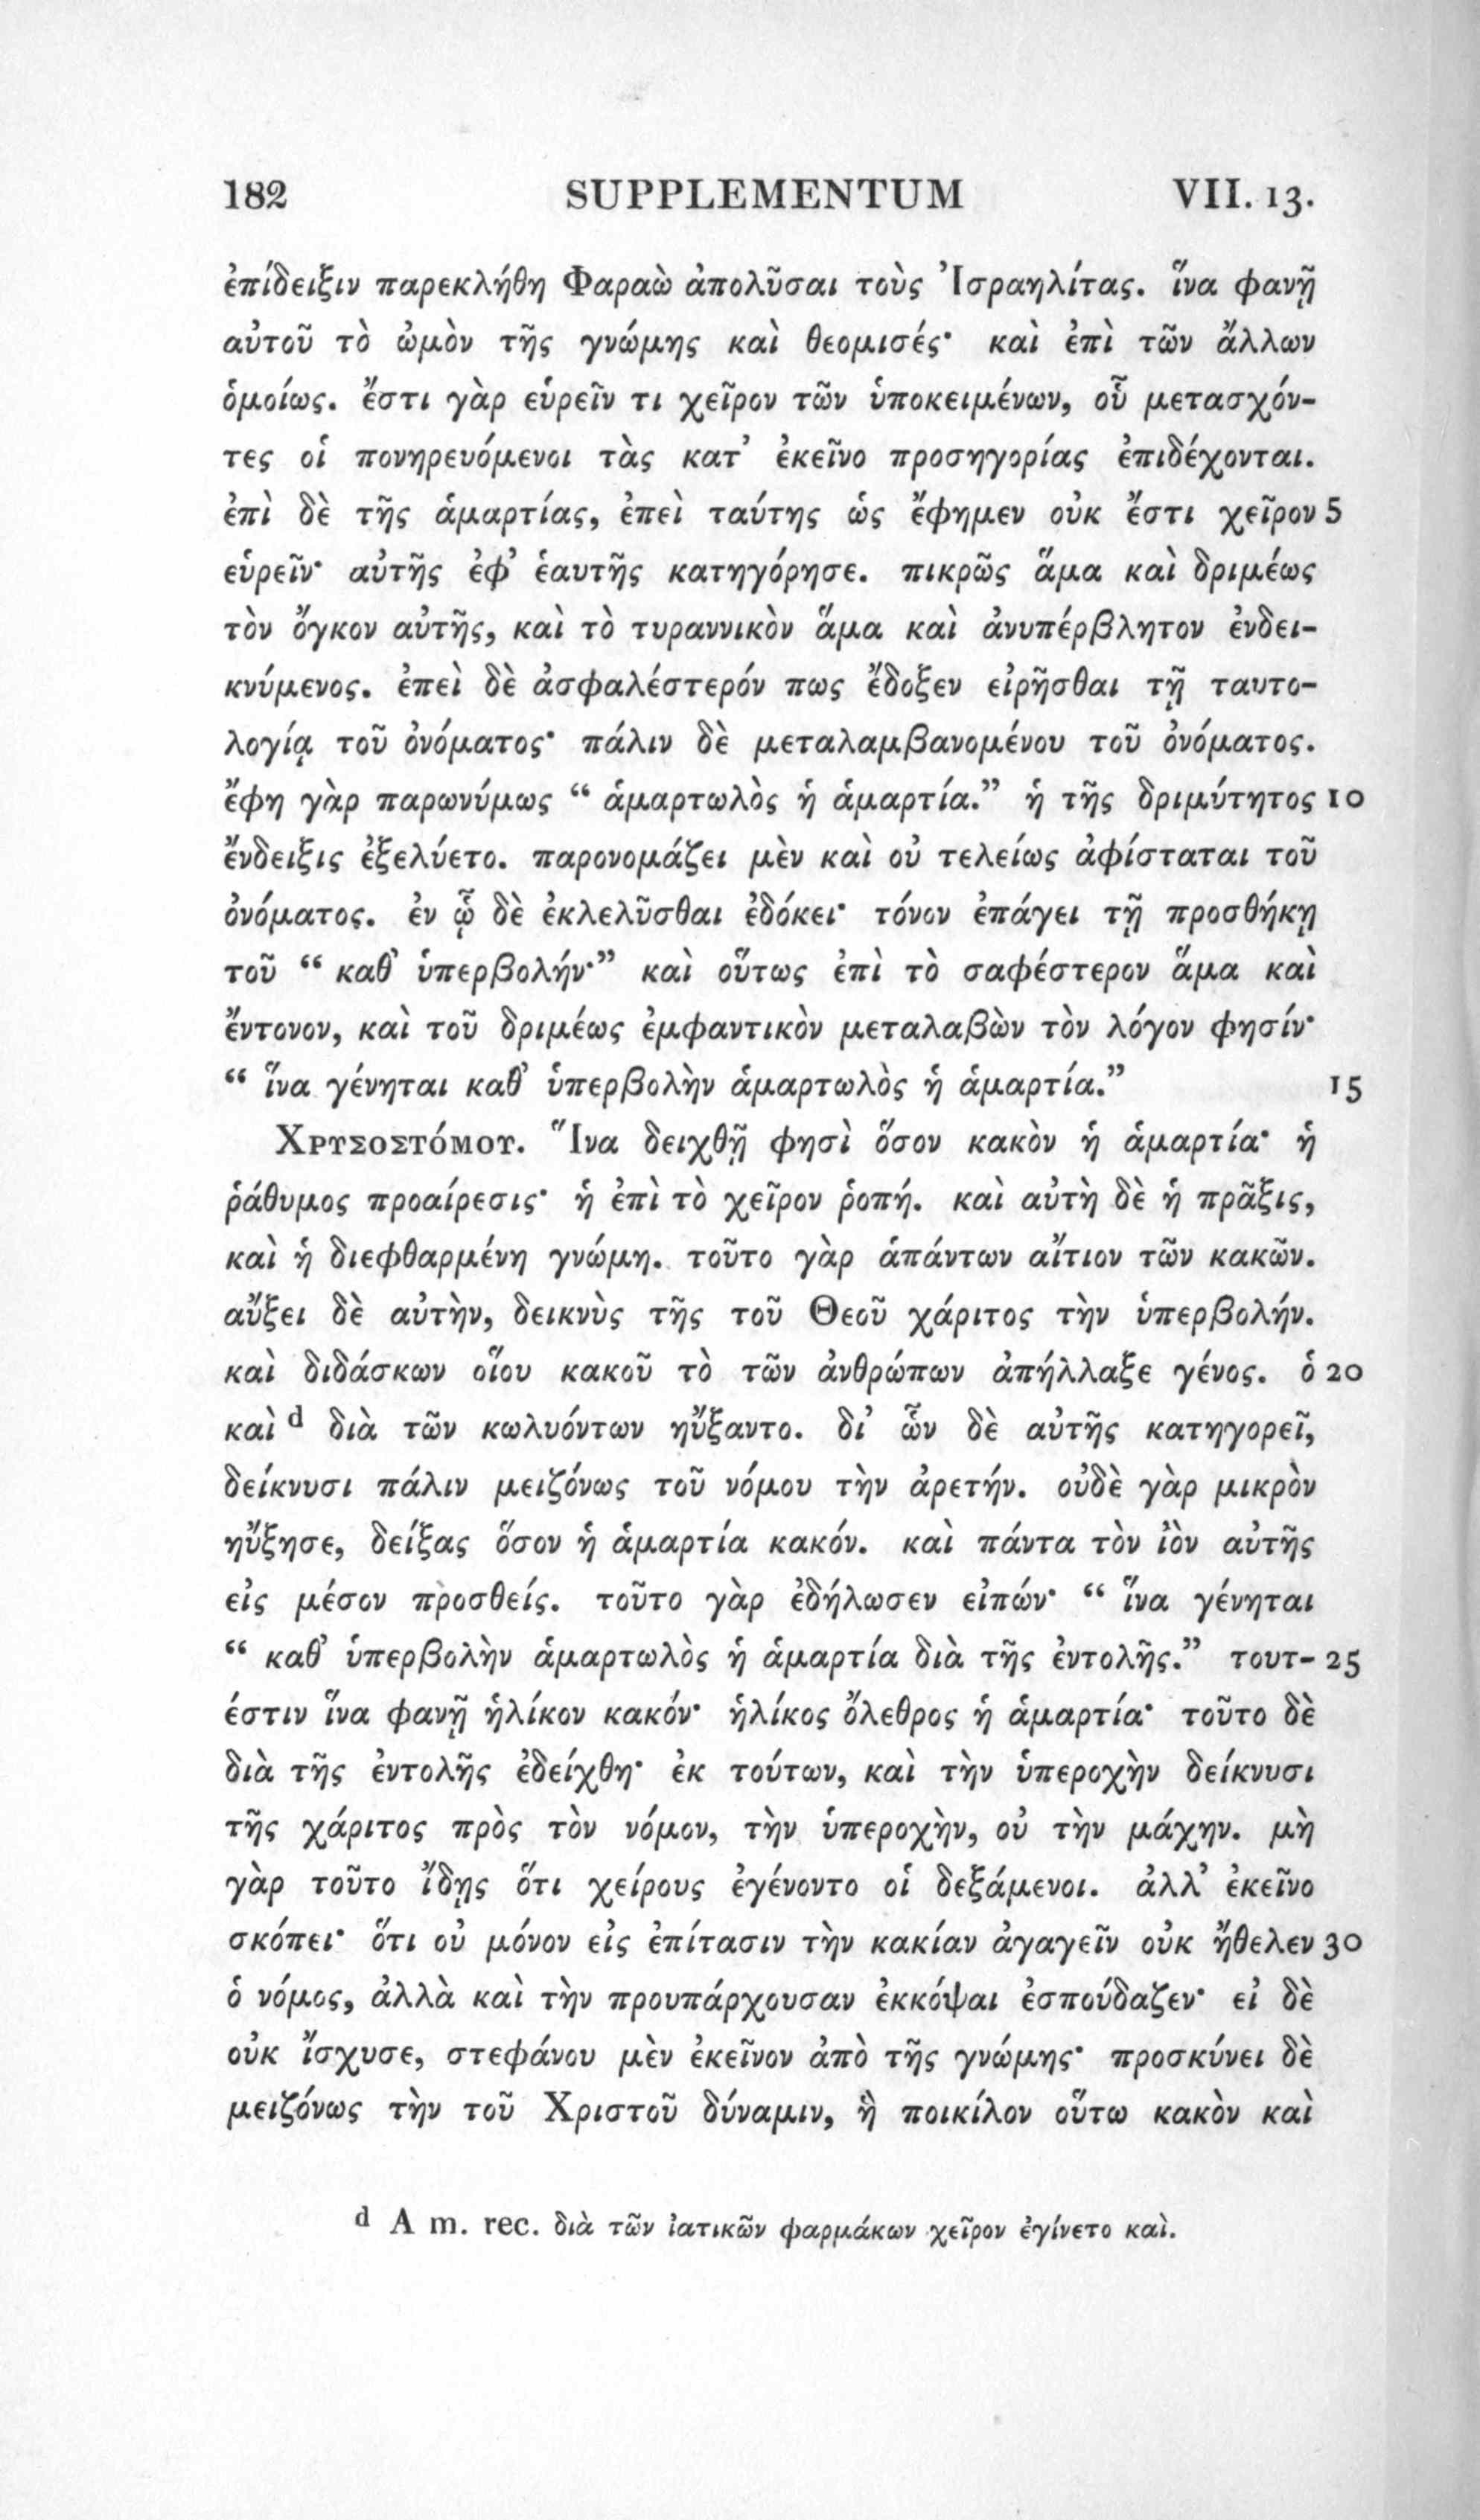 182 SUPPLEMENTUM VII. 13.
ἐπίδειξιν παρεκλήθη Φαραὼ ἀπολῦσαι τοὺς Ἰσραηλίτας. ἵνα φανῇ
αὐτοῦ τὸ ὠμὸν τῆς γνώμης καὶ θεομισές· καὶ ἐπὶ τῶν ἄλλων
ὁμοίως. ἔστι γὰρ εὑρεῖν τι χεῖρον τῶν ὑποκειμένων, οὗ μετασχόν-
τες οἱ πονηρευόμενοι τὰς κατ’ ἐκεῖνο προσηγορίας ἐπιδέχονται.
ἐπὶ δὲ τῆς ἁμαρτίας, ἐπεὶ ταύτης ὡς ἔφημεν οὐκ ἔστι χεῖρον 5
εὑρεῖν· αὐτῆς ἐφ’ ἑαυτῆς κατηγόρησε. πικρῶς ἅμα καὶ δριμέως
τὸν ὄγκον αὐτῆς, καὶ τὸ τυραννικὸν ἅμα καὶ ἀνυπέρβλητον ἐνδει-
κνύμενος. ἐπεὶ δὲ ἀσφαλέστερόν πως ἔδοξεν εἰρῆσθαι τῇ ταυτο-
λογίᾳ τοῦ ὀνόματος· πάλιν δὲ μεταλαμβανομένου τοῦ ὀνόματος.
ἔφη γὰρ παρωνύμως “ ἁμαρτωλὸς ἡ ἁμαρτία.” ἡ τῆς δριμύτητος 10
ἔνδειξις ἐξελύετο. παρονομάζει μὲν καὶ οὐ τελείως ἀφίσταται τοῦ
ὀνόματος. ἐν ᾧ δὲ ἐκλελῦσθαι ἐδόκει· τόνον ἐπάγει τῇ προσθήκῃ
τοῦ “ καθ’ ὑπερβολήν·” καὶ οὕτως ἐπὶ τὸ σαφέστερον ἅμα καὶ
ἔντονον, καὶ τοῦ δριμέως ἐμφαντικὸν μεταλαβὼν τὸν λόγον φησίν·
“ ἵνα γένηται καθ’ ὑπερβολὴν ἁμαρτωλὸς ἡ ἁμαρτία.” 15
Χρυσοστόμου. Ἵνα δειχθῇ φησὶ ὅσον κακὸν ἡ ἁμαρτία· ἡ
ῥάθυμος προαίρεσις· ἡ ἐπὶ τὸ χεῖρον ῥοπή. καὶ αὐτὴ δὲ ἡ πρᾶξις,
καὶ ἡ διεφθαρμένη γνώμη. τοῦτο γὰρ ἁπάντων αἴτιον τῶν κακῶν.
αὔξει δὲ αὐτὴν, δεικνὺς τῆς τοῦ Θεοῦ χάριτος τὴν ὑπερβολήν.
καὶ διδάσκων οἵου κακοῦ τὸ τῶν ἀνθρώπων ἀπήλλαξε γένος. ὁ 20
καὶ d διὰ τῶν κωλυόντων ηὔξαντο. δι’ ὧν δὲ αὐτῆς κατηγορεῖ,
δείκνυσι πάλιν μειζόνως τοῦ νόμου τὴν ἀρετήν. οὐδὲ γὰρ μικρὸν
ηὔξησε, δείξας ὅσον ἡ ἁμαρτία κακόν. καὶ πάντα τὸν ἰὸν αὐτῆς
εἰς μέσον προσθείς. τοῦτο γὰρ ἐδήλωσεν εἰπών· “ ἵνα γένηται
“ καθ’ ὑπερβολὴν ἁμαρτωλὸς ἡ ἁμαρτία διὰ τῆς ἐντολῆς.” τουτ- 25
έστιν ἵνα φανῇ ἡλίκον κακόν· ἡλίκος ὄλεθρος ἡ ἁμαρτία· τοῦτο δὲ
διὰ τῆς ἐντολῆς ἐδείχθη· ἐκ τούτων, καὶ τὴν ὑπεροχὴν δείκνυσι
τῆς χάριτος πρὸς τὸν νόμον, τὴν ὑπεροχὴν, οὐ τὴν μάχην. μὴ
γὰρ τοῦτο ἴδῃς ὅτι χείρους ἐγένοντο οἱ δεξάμενοι. ἀλλ’ ἐκεῖνο
σκόπει· ὅτι οὐ μόνον εἰς ἐπίτασιν τὴν κακίαν ἀγαγεῖν οὐκ ἤθελεν 30
ὁ νόμος, ἀλλὰ καὶ τὴν προυπάρχουσαν ἐκκόψαι ἐσπούδαζεν· εἰ δὲ
οὐκ ἴσχυσε, στεφάνου μὲν ἐκεῖνον ἀπὸ τῆς γνώμης· προσκύνει δὲ
μειζόνως τὴν τοῦ Χριστοῦ δύναμιν, ἣ ποικίλον οὕτω κακὸν καὶ
d A m. rec. διὰ τῶν ἰατικῶν φαρμάκων χεῖρον ἐγίνετο καὶ.